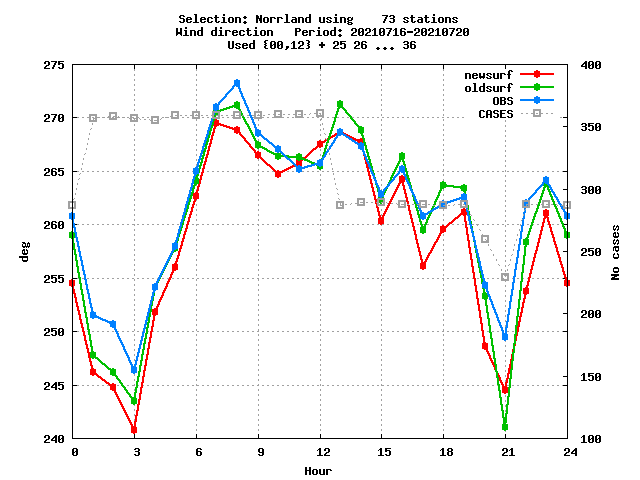 Selection: Norrland using    73 stations
Wind direction   Period: 20210716-20210720
Used {00,12} + 25 26 ... 36
newsurf
oldsurf
OBS
CASES
275
270
265
260
255
250
245
240
400
350
300
250
200
150
100
deg
No cases
0 3 6 9 12 15 18 21 24
Hour